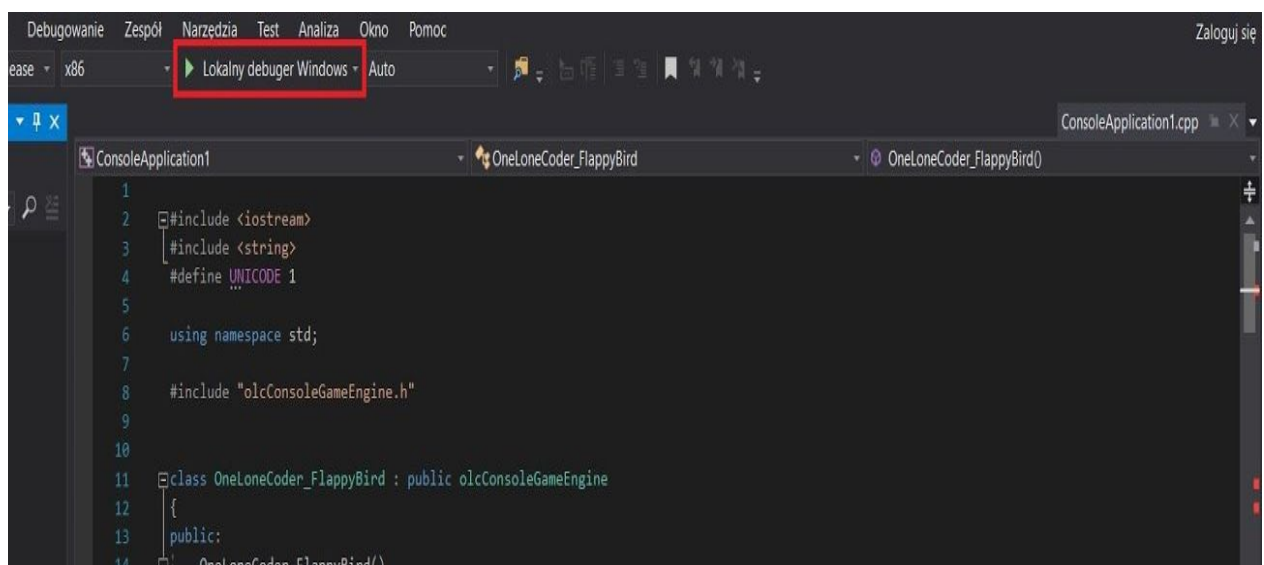 Debugowanie Zespół Narzędzia Test Analiza Okno Pomoc Zaloguj się
ease x86 Lokalny debuger Windows Auto
ConsoleApplication1.cpp
ConsoleApplication1 OneLoneCoder_FlappyBird OneLoneCoder_FlappyBird()
1
2 #include <iostream>
3 #include <string>
4 #define UNICODE 1
5
6 using namespace std;
7
8 #include "olcConsoleGameEngine.h"
9
10
11 class OneLoneCoder_FlappyBird : public olcConsoleGameEngine
12 {
13 public:
14 OneLoneCoder_FlappyBird()